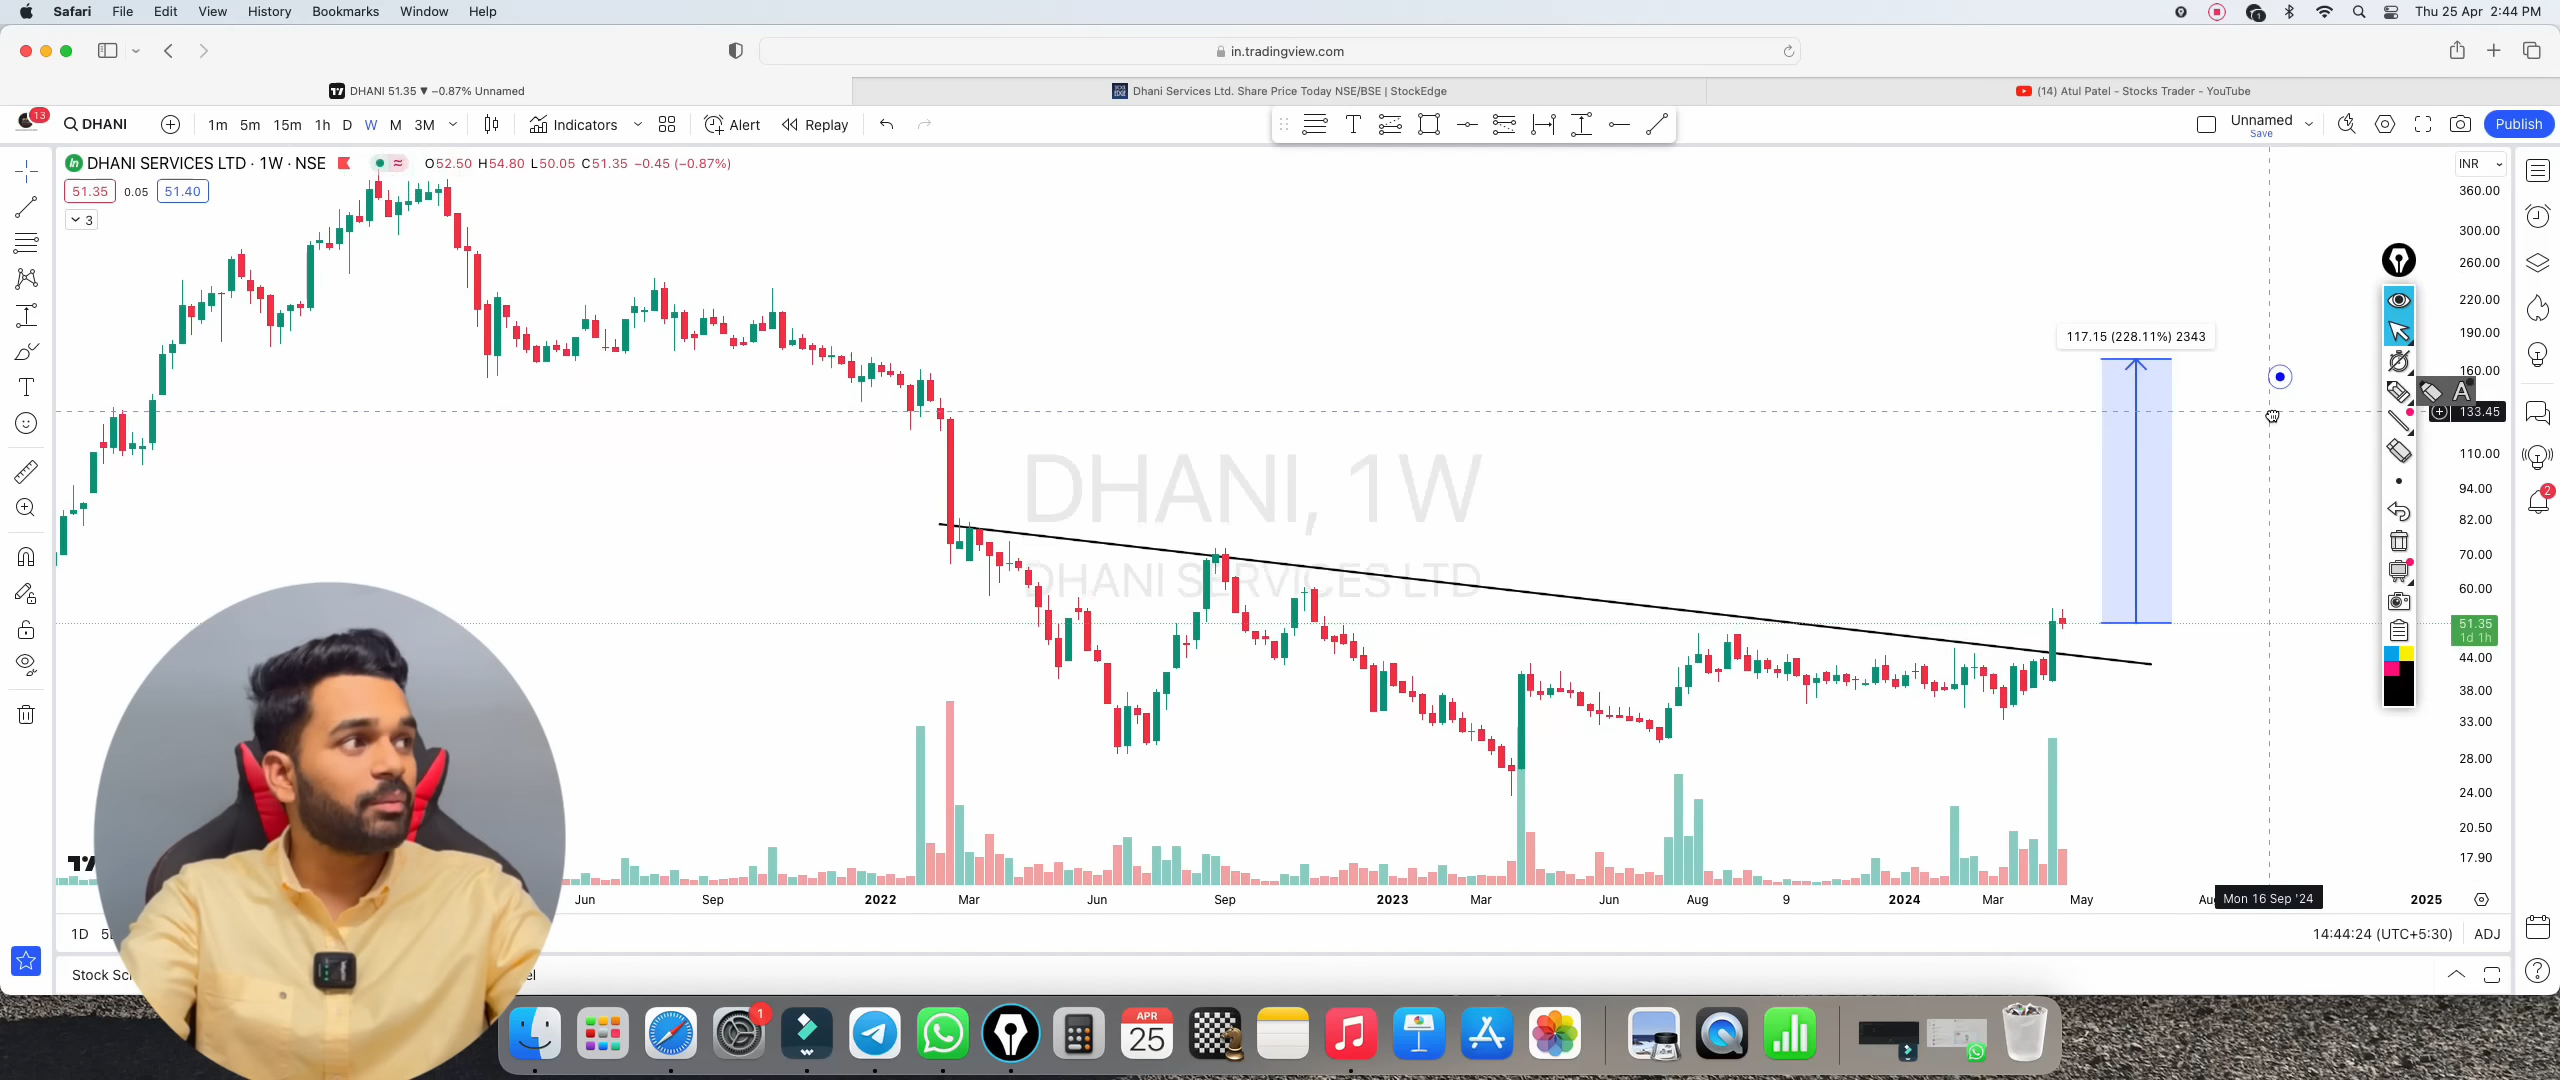 Safari File Edit View History Bookmarks Window Help 1 Thu 25 Apr 2:44 PM
in.tradingview.com
DHANI 51.35 ▼ −0.87% Unnamed Dhani Services Ltd. Share Price Today NSE/BSE | StockEdge (14) Atul Patel - Stocks Trader - YouTube
13 DHANI 1m 5m 15m 1h D W M 3M Indicators Alert Replay T Unnamed Save Publish
DHANI SERVICES LTD · 1W · NSE O52.50 H54.80 L50.05 C51.35 −0.45 (−0.87%) INR
51.35 0.05 51.40
3
360.00
300.00
260.00
220.00
190.00
117.15 (228.11%) 2343
160.00
A
133.45
110.00
94.00
82.00
70.00
60.00
51.35
1d 1h
44.00
38.00
33.00
28.00
24.00
20.50
17.90
2
DHANI, 1W
DHANI SERVICES LTD
Jun Sep 2022 Mar Jun Sep 2023 Mar Jun Aug 9 2024 Mar May Mon 16 Sep '24 2025
1D 14:44:24 (UTC+5:30) ADJ
1
APR
25